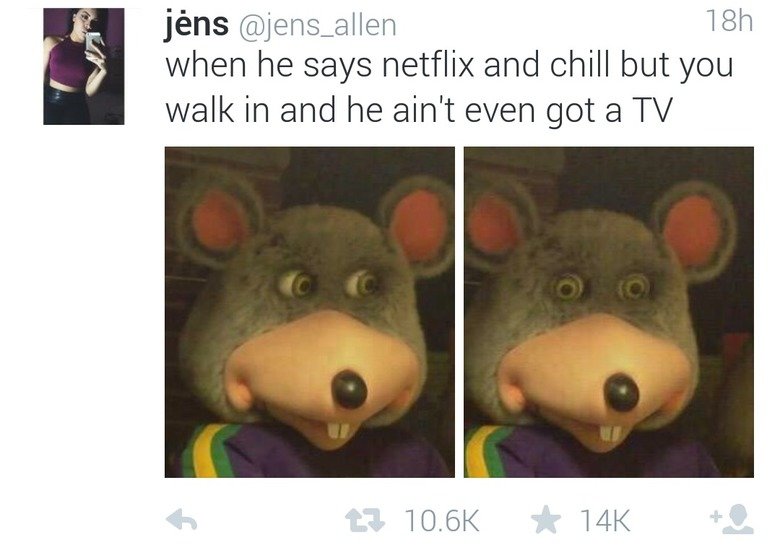 jėns @jens_allen 18h
when he says netflix and chill but you
walk in and he ain't even got a TV
10.6K 14K